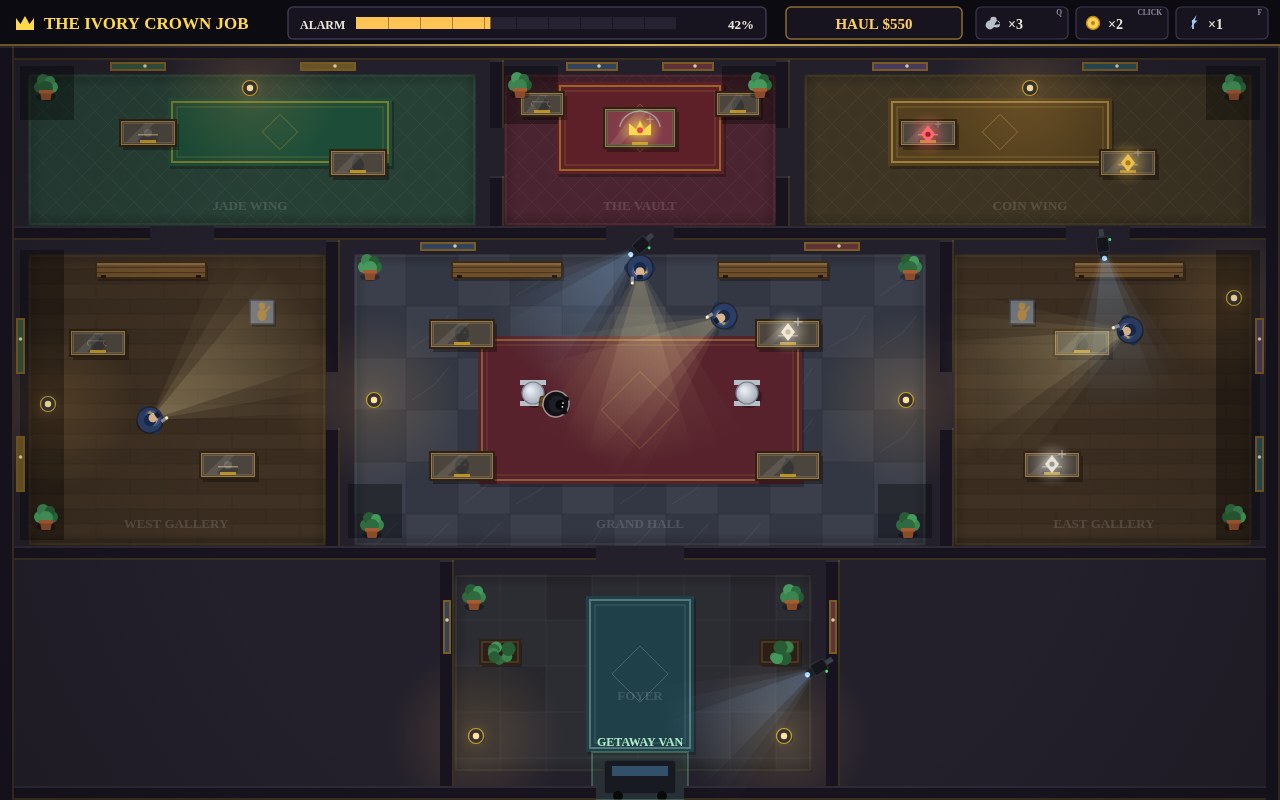 THE IVORY CROWN JOB
ALARM
42%
HAUL $550
×3
Q
×2
CLICK
×1
F
JADE WING
THE VAULT
COIN WING
WEST GALLERY
GRAND HALL
EAST GALLERY
FOYER
GETAWAY VAN